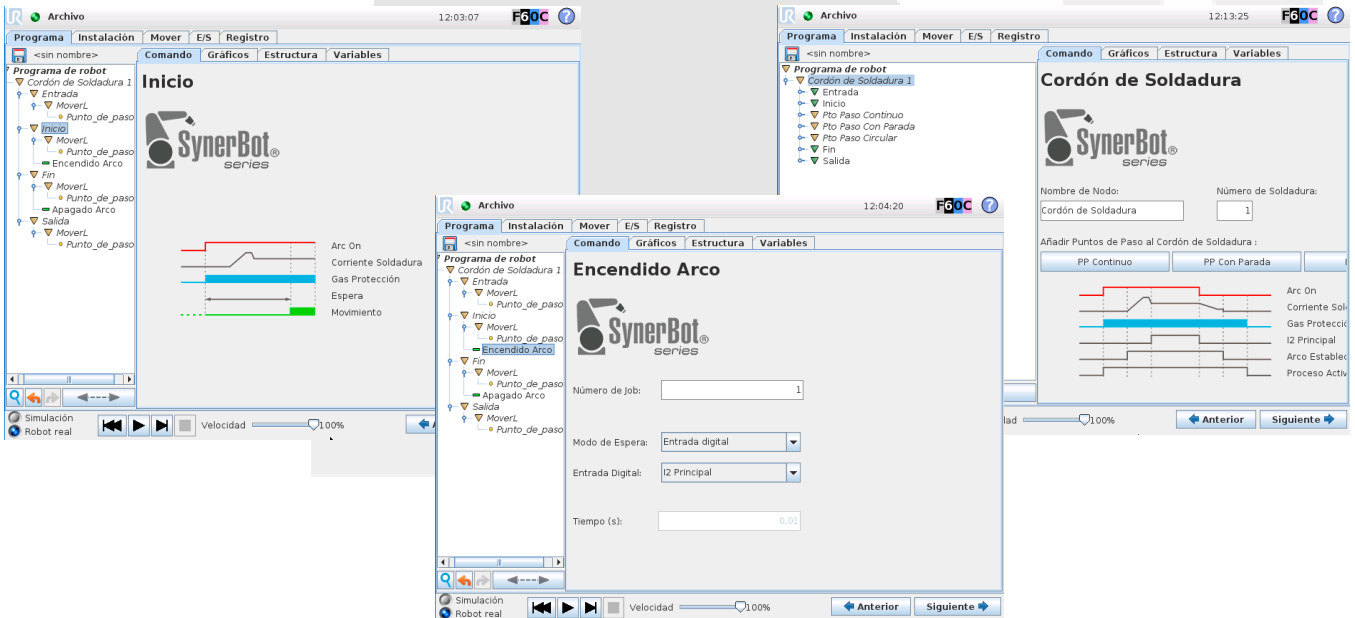 Archivo
12:03:07
F60C
?
Programa Instalación Mover E/S Registro
<sin nombre>
Comando Gráficos Estructura Variables
Programa de robot
Cordón de Soldadura 1
Entrada
MoverL
Punto_de_paso
Inicio
MoverL
Punto_de_paso
Encendido Arco
Fin
MoverL
Punto_de_paso
Apagado Arco
Salida
MoverL
Punto_de_paso
Inicio
SynerBot®
series
Arc On
Corriente Soldadura
Gas Protección
Espera
Movimiento
Simulación
Robot real
Velocidad
100%
Archivo
12:04:20
F60C
?
Programa Instalación Mover E/S Registro
<sin nombre>
Comando Gráficos Estructura Variables
Programa de robot
Cordón de Soldadura 1
Entrada
MoverL
Punto_de_paso
Inicio
MoverL
Punto_de_paso
Encendido Arco
Fin
MoverL
Punto_de_paso
Apagado Arco
Salida
MoverL
Punto_de_paso
Encendido Arco
SynerBot®
series
Número de Job: 1
Modo de Espera: Entrada digital
Entrada Digital: I2 Principal
Tiempo (s): 0,01
Simulación
Robot real
Velocidad
100%
Anterior
Siguiente
Archivo
12:13:25
F60C
?
Programa Instalación Mover E/S Registro
<sin nombre>
Comando Gráficos Estructura Variables
Programa de robot
Cordón de Soldadura 1
Entrada
Inicio
Pto Paso Continuo
Pto Paso Con Parada
Pto Paso Circular
Fin
Salida
Cordón de Soldadura
SynerBot®
series
Nombre de Nodo: Número de Soldadura:
Cordón de Soldadura 1
Añadir Puntos de Paso al Cordón de Soldadura :
PP Continuo PP Con Parada
Arc On
Corriente Sol
Gas Protecció
I2 Principal
Arco Establec
Proceso Activ
100%
Anterior
Siguiente